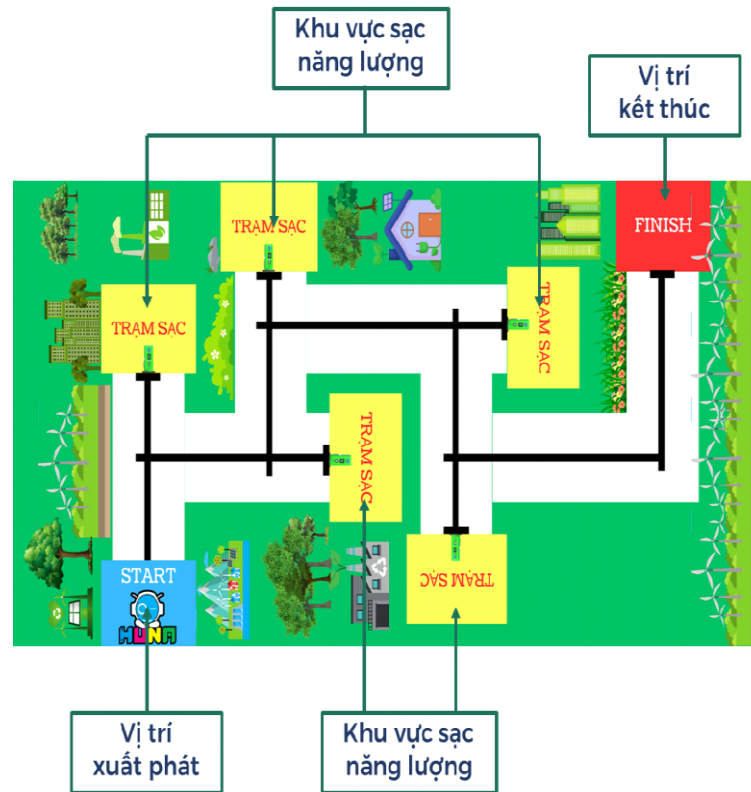 Khu vực sạc
năng lượng
Vị trí
kết thúc
TRẠM SẠC
FINISH
TRẠM SẠC
TRẠM SẠC
TRẠM SẠC
START
HUNA
TRẠM SẠC
Vị trí
xuất phát
Khu vực sạc
năng lượng